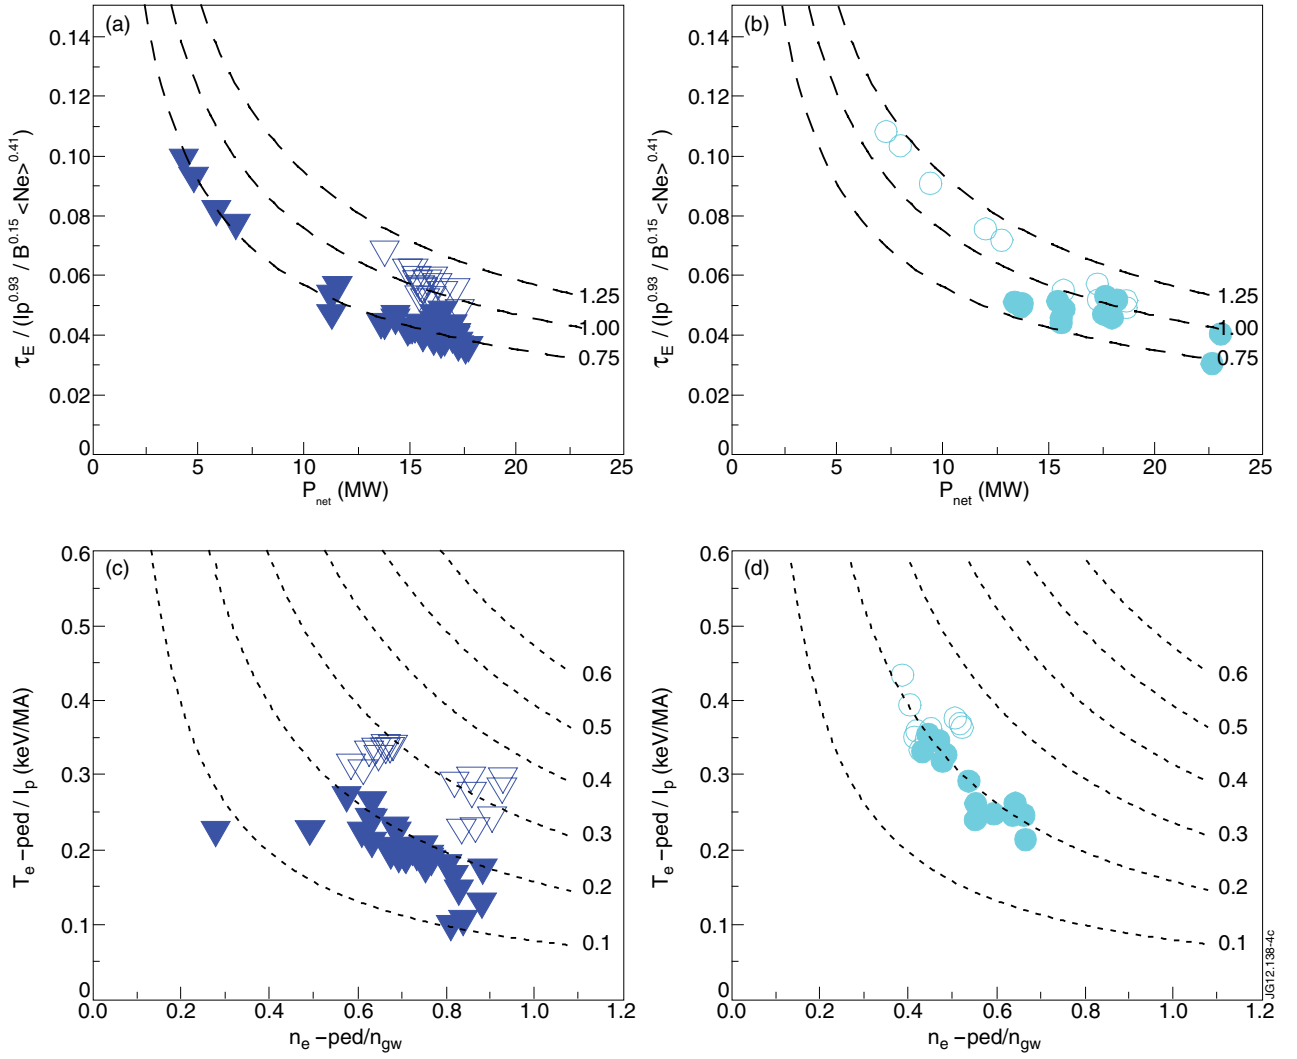 (a)
0.14
0.12
0.10
0.08
0.06
0.04
0.02
0
τE / (Ip^0.93 / B^0.15 <Ne>^0.41)
1.25
1.00
0.75
0 5 10 15 20 25
Pnet (MW)
(b)
0.14
0.12
0.10
0.08
0.06
0.04
0.02
0
τE / (Ip^0.93 / B^0.15 <Ne>^0.41)
1.25
1.00
0.75
0 5 10 15 20 25
Pnet (MW)
(c)
0.6
0.5
0.4
0.3
0.2
0.1
0
Te -ped / Ip (keV/MA)
0.6
0.5
0.4
0.3
0.2
0.1
0.0 0.2 0.4 0.6 0.8 1.0 1.2
ne -ped/ngw
(d)
0.6
0.5
0.4
0.3
0.2
0.1
0
Te -ped / Ip (keV/MA)
0.6
0.5
0.4
0.3
0.2
0.1
0.0 0.2 0.4 0.6 0.8 1.0 1.2
ne -ped/ngw
JG12.138-4c